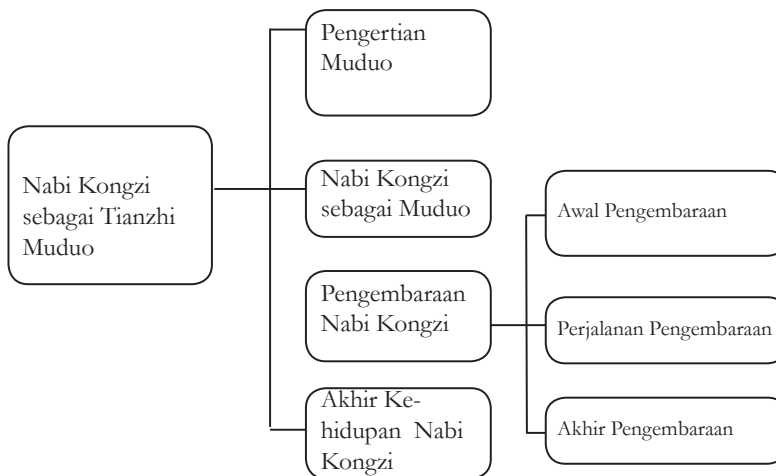 Nabi Kongzi
sebagai Tianzhi
Muduo
Pengertian
Muduo
Nabi Kongzi
sebagai Muduo
Pengembaraan
Nabi Kongzi
Akhir Ke-
hidupan Nabi
Kongzi
Awal Pengembaraan
Perjalanan Pengembaraan
Akhir Pengembaraan